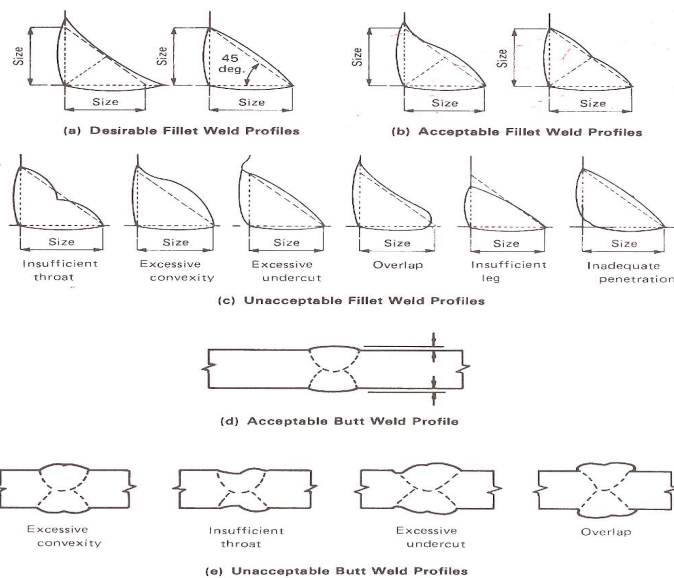 Size
Size
45
deg.
Size
Size
Size
Size
Size
Size
(a) Desirable Fillet Weld Profiles
(b) Acceptable Fillet Weld Profiles
Size
Size
Size
Size
Size
Size
Insufficient
throat
Excessive
convexity
Excessive
undercut
Overlap
Insufficient
leg
Inadequate
penetration
(c) Unacceptable Fillet Weld Profiles
(d) Acceptable Butt Weld Profile
Excessive
convexity
Insufficient
throat
Excessive
undercut
Overlap
(e) Unacceptable Butt Weld Profiles